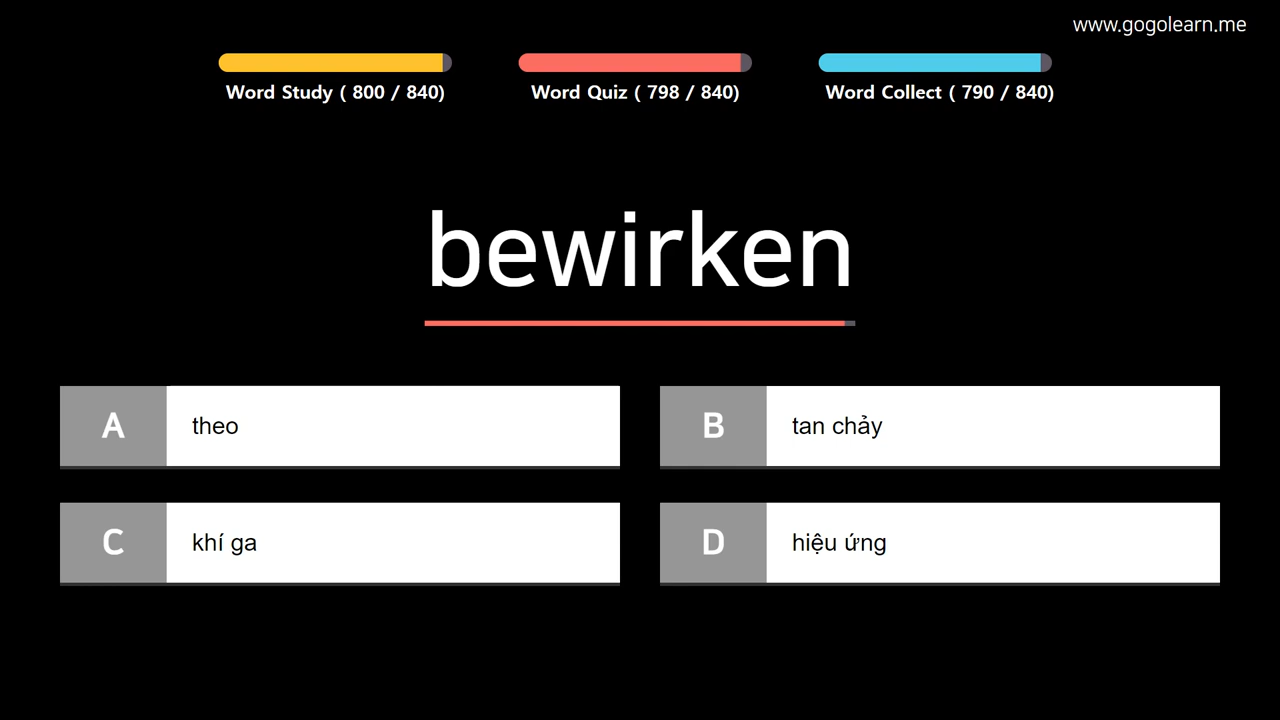 www.gogolearn.me
Word Study ( 800 / 840)
Word Quiz ( 798 / 840)
Word Collect ( 790 / 840)
bewirken
A theo
B tan chảy
C khí ga
D hiệu ứng